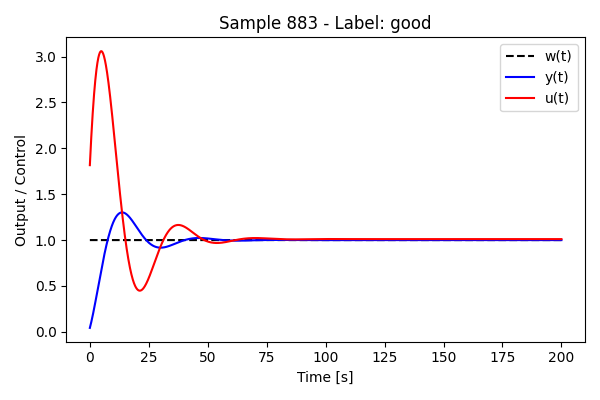 Sample 883 - Label: good
w(t)
y(t)
u(t)
Output / Control
3.0
2.5
2.0
1.5
1.0
0.5
0.0
0 25 50 75 100 125 150 175 200
Time [s]